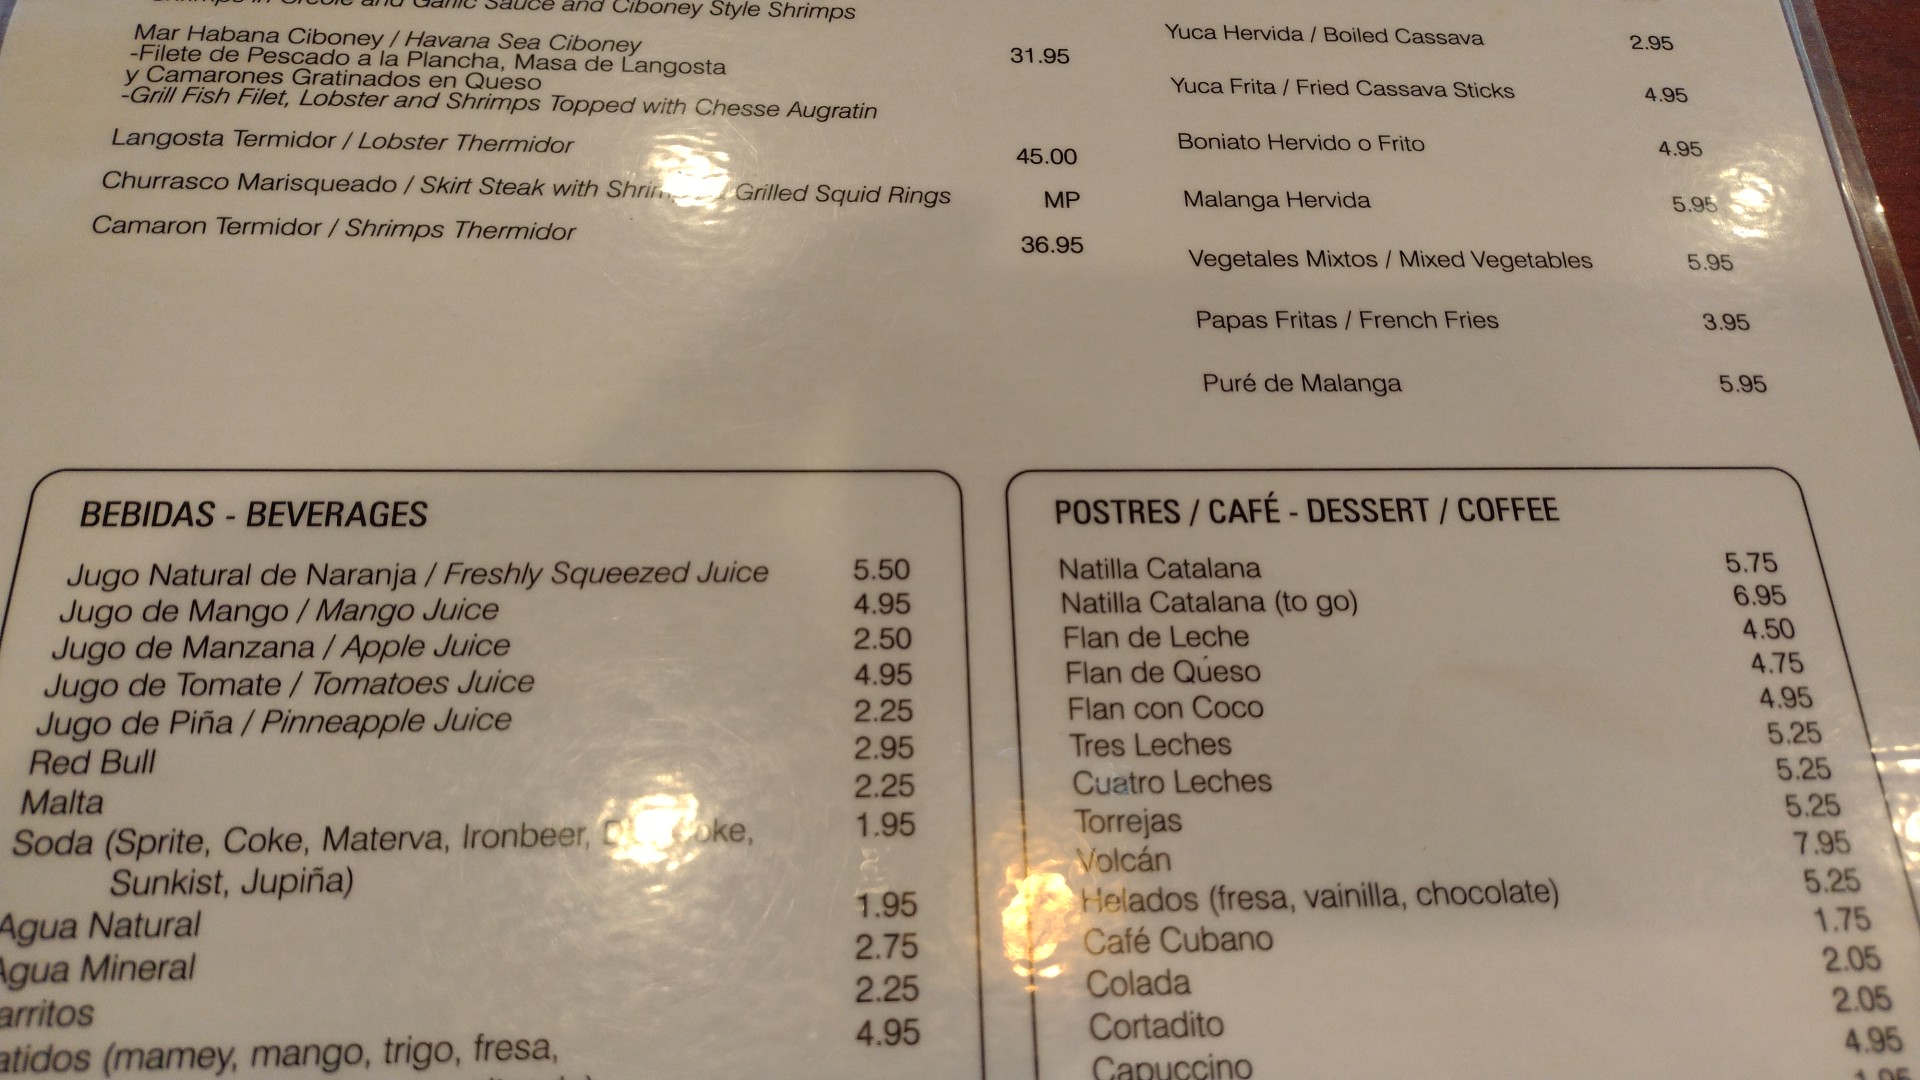 Shrimps in Creole and Garlic Sauce and Ciboney Style Shrimps
Mar Habana Ciboney / Havana Sea Ciboney 31.95
-Filete de Pescado a la Plancha, Masa de Langosta
y Camarones Gratinados en Queso
-Grill Fish Filet, Lobster and Shrimps Topped with Chesse Augratin
Langosta Termidor / Lobster Thermidor 45.00
Churrasco Marisqueado / Skirt Steak with Grilled Squid Rings MP
Camaron Termidor / Shrimps Thermidor 36.95
Yuca Hervida / Boiled Cassava 2.95
Yuca Frita / Fried Cassava Sticks 4.95
Boniato Hervido o Frito 4.95
Malanga Hervida 5.95
Vegetales Mixtos / Mixed Vegetables 5.95
Papas Fritas / French Fries 3.95
Puré de Malanga 5.95
BEBIDAS - BEVERAGES
Jugo Natural de Naranja / Freshly Squeezed Juice 5.50
Jugo de Mango / Mango Juice 4.95
Jugo de Manzana / Apple Juice 2.50
Jugo de Tomate / Tomatoes Juice 4.95
Jugo de Piña / Pinneapple Juice 2.25
Red Bull 2.95
Malta 2.25
Soda (Sprite, Coke, Materva, Ironbeer, 1.95
Sunkist, Jupiña)
Agua Natural 1.95
Agua Mineral 2.75
arritos 2.25
atidos (mamey, mango, trigo, fresa, 4.95
POSTRES / CAFÉ - DESSERT / COFFEE
Natilla Catalana 5.75
Natilla Catalana (to go) 6.95
Flan de Leche 4.50
Flan de Queso 4.75
Flan con Coco 4.95
Tres Leches 5.25
Cuatro Leches 5.25
Torrejas 5.25
Volcán 7.95
Helados (fresa, vainilla, chocolate) 5.25
Café Cubano 1.75
Colada 2.05
Cortadito 2.05
Capuccino 4.95